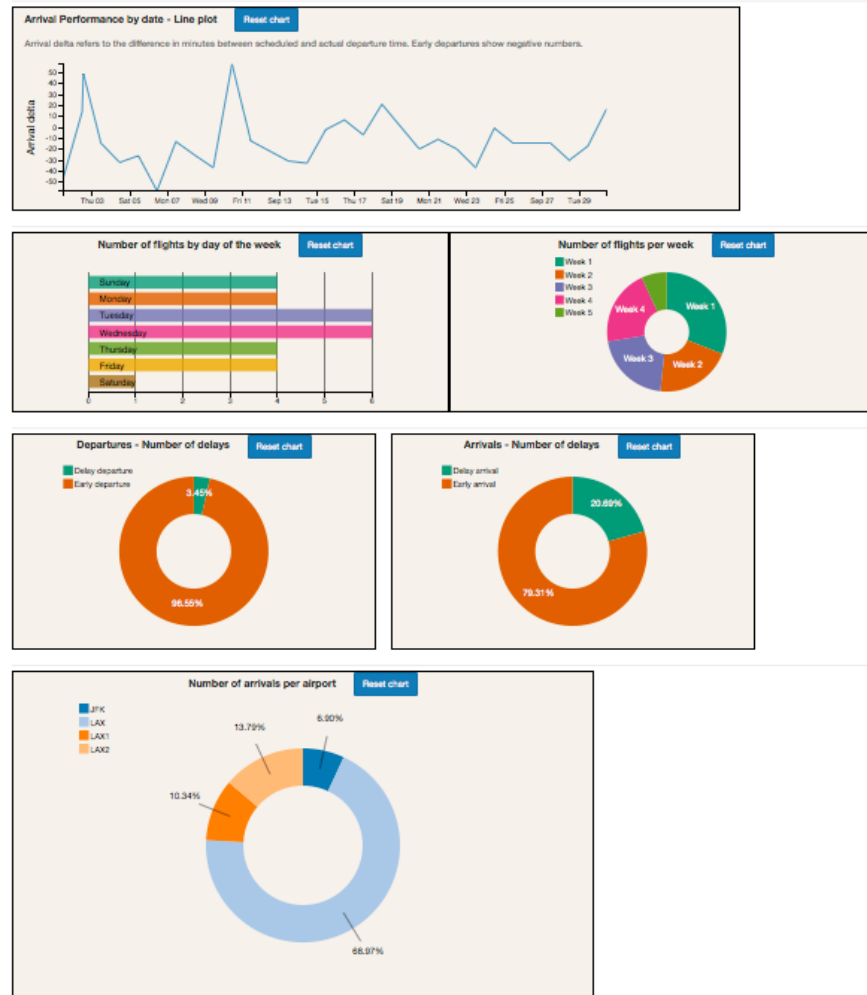 Arrival Performance by date - Line plot Reset chart
Arrival delta refers to the difference in minutes between scheduled and actual departure time. Early departures show negative numbers.
Arrival delta
50
40
30
20
10
0
-10
-20
-30
-40
-50
Thu 03 Sat 05 Mon 07 Wed 09 Fri 11 Sep 13 Tue 15 Thu 17 Sat 19 Mon 21 Wed 23 Fri 25 Sep 27 Tue 29
Number of flights by day of the week Reset chart
Sunday
Monday
Tuesday
Wednesday
Thursday
Friday
Saturday
0 1 2 3 4 5 6
Number of flights per week Reset chart
Week 1
Week 2
Week 3
Week 4
Week 5
Week 1
Week 4
Week 3
Week 2
Departures - Number of delays Reset chart
Delay departure
Early departure
3.45%
96.55%
Arrivals - Number of delays Reset chart
Delay arrival
Early arrival
20.69%
79.31%
Number of arrivals per airport Reset chart
JFK
LAX
LAX1
LAX2
6.90%
13.79%
10.34%
68.97%